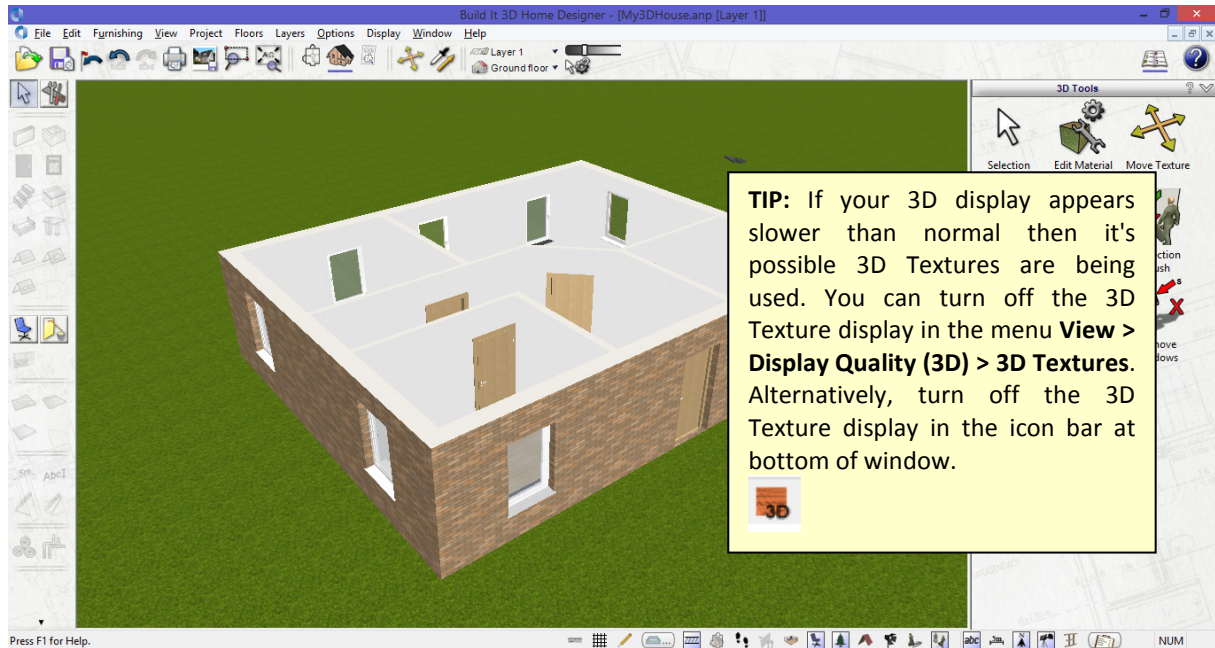 Build It 3D Home Designer - [My3DHouse.anp [Layer 1]]
File Edit Furnishing View Project Floors Layers Options Display Window Help
Layer 1
Ground floor
3D Tools
Selection Edit Material Move Texture
TIP: If your 3D display appears
slower than normal then it's
possible 3D Textures are being
used. You can turn off the 3D
Texture display in the menu View >
Display Quality (3D) > 3D Textures.
Alternatively, turn off the 3D
Texture display in the icon bar at
bottom of window.
3D
Press F1 for Help.
abc
NUM